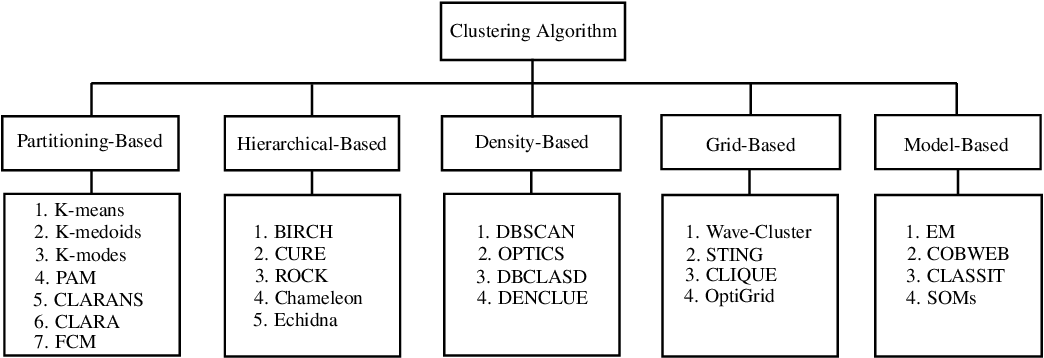 Clustering Algorithm
Partitioning-Based
Hierarchical-Based
Density-Based
Grid-Based
Model-Based
1. K-means
2. K-medoids
3. K-modes
4. PAM
5. CLARANS
6. CLARA
7. FCM
1. BIRCH
2. CURE
3. ROCK
4. Chameleon
5. Echidna
1. DBSCAN
2. OPTICS
3. DBCLASD
4. DENCLUE
1. Wave-Cluster
2. STING
3. CLIQUE
4. OptiGrid
1. EM
2. COBWEB
3. CLASSIT
4. SOMs